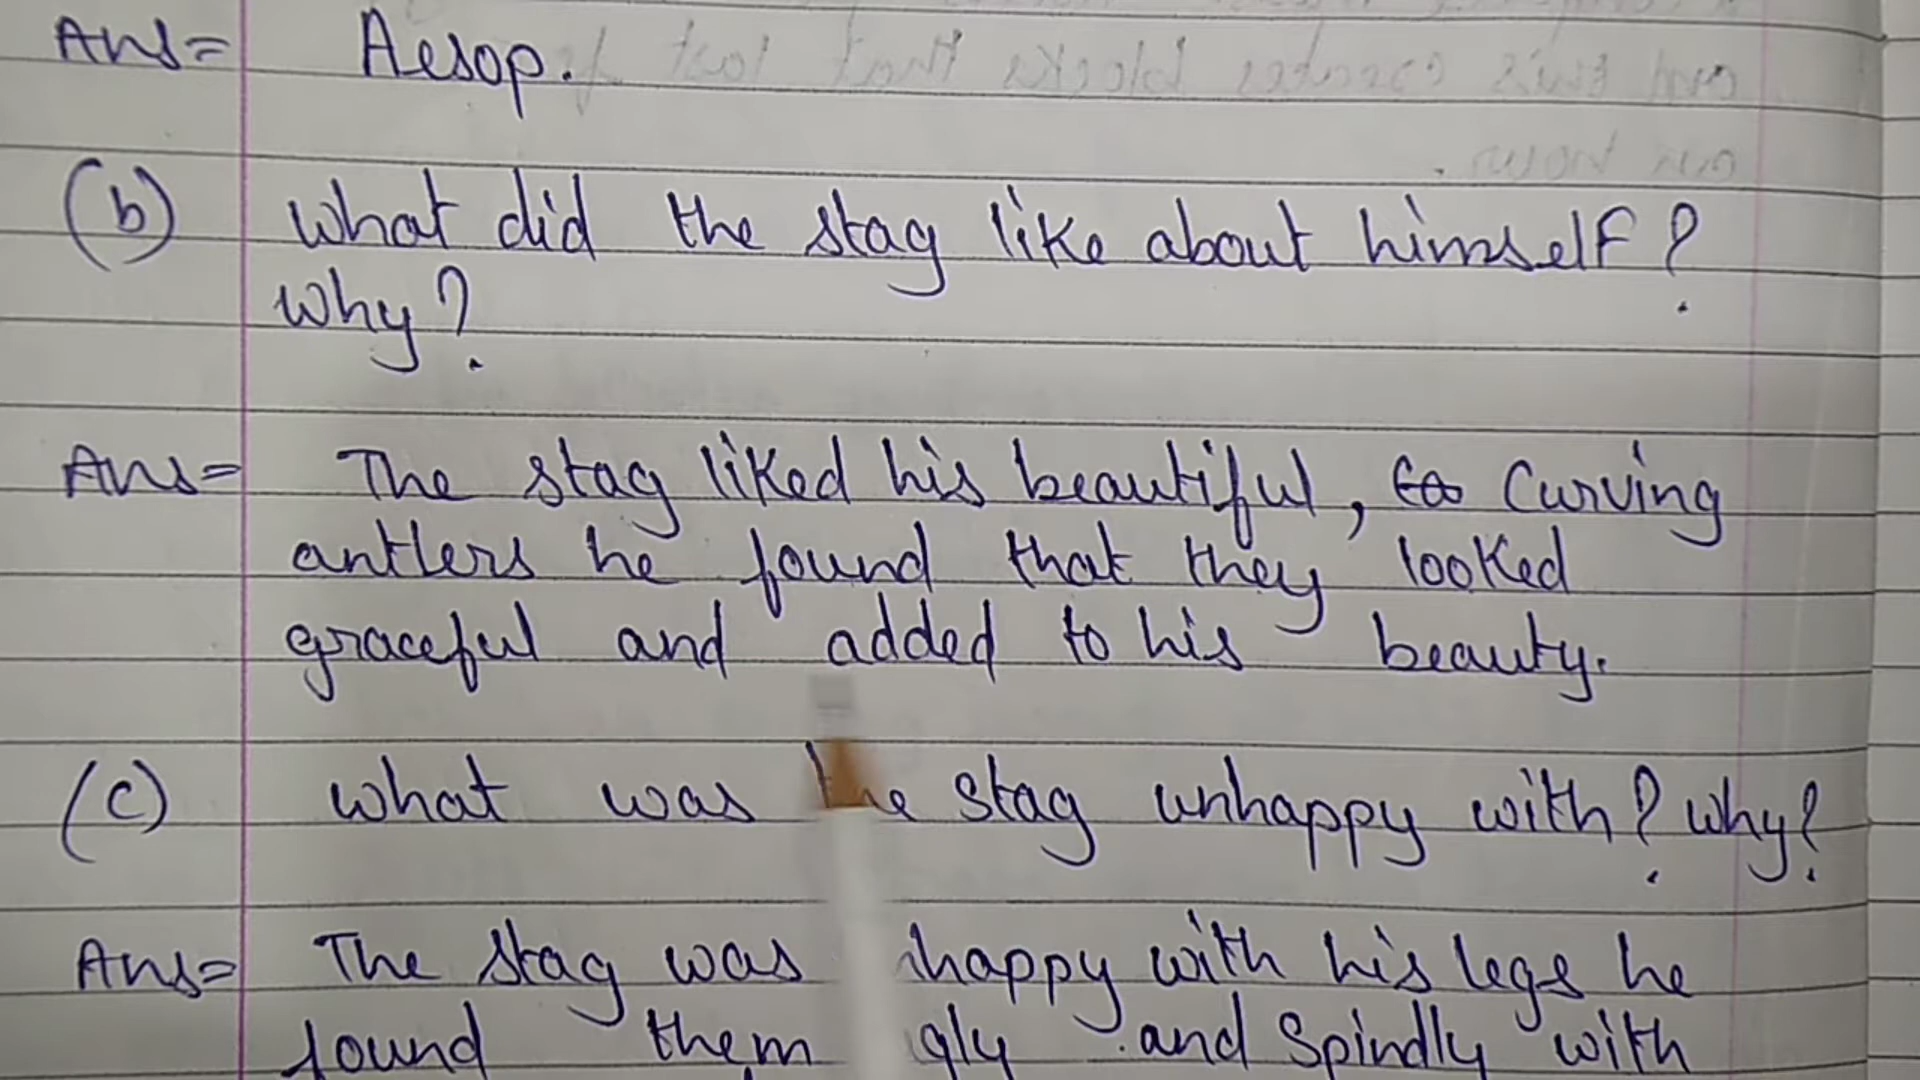 Ans= Aesop.
(b) What did the stag like about himself?
Why?
Ans= The stag liked his beautiful, Curving
antlers he found that they looked
graceful and added to his beauty.
(c) What was the stag unhappy with? Why?
Ans= The stag was happy with his legs he
found them gly and Spindly with